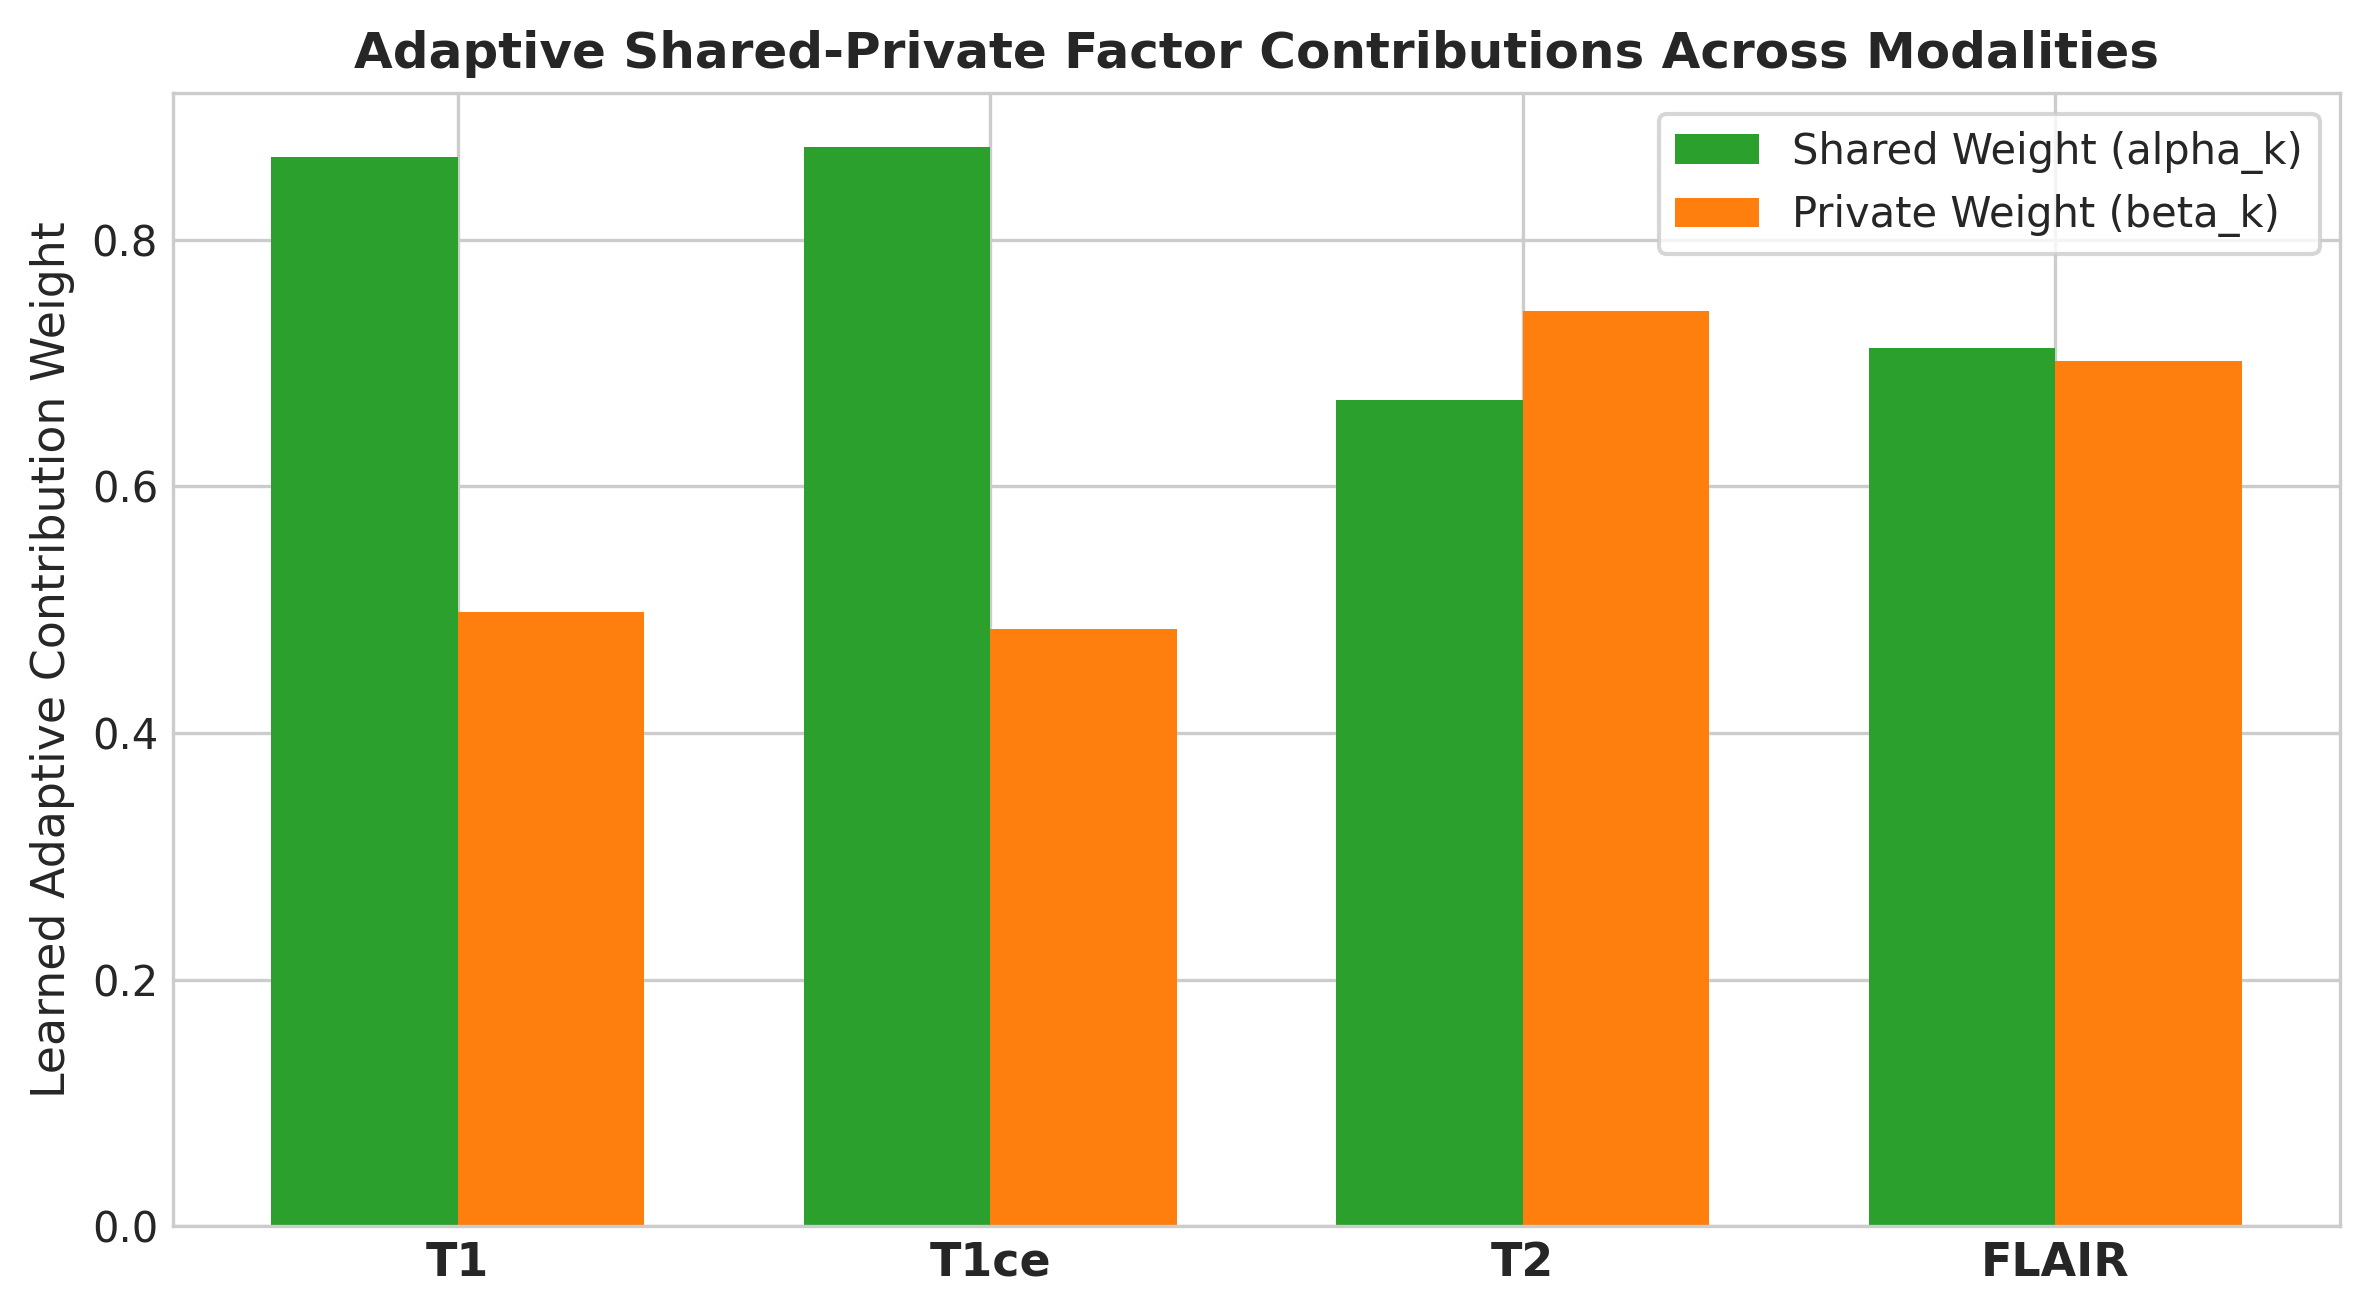 Adaptive Shared-Private Factor Contributions Across Modalities
Shared Weight (alpha_k)
Private Weight (beta_k)
Learned Adaptive Contribution Weight
0.8
0.6
0.4
0.2
0.0
T1
T1ce
T2
FLAIR